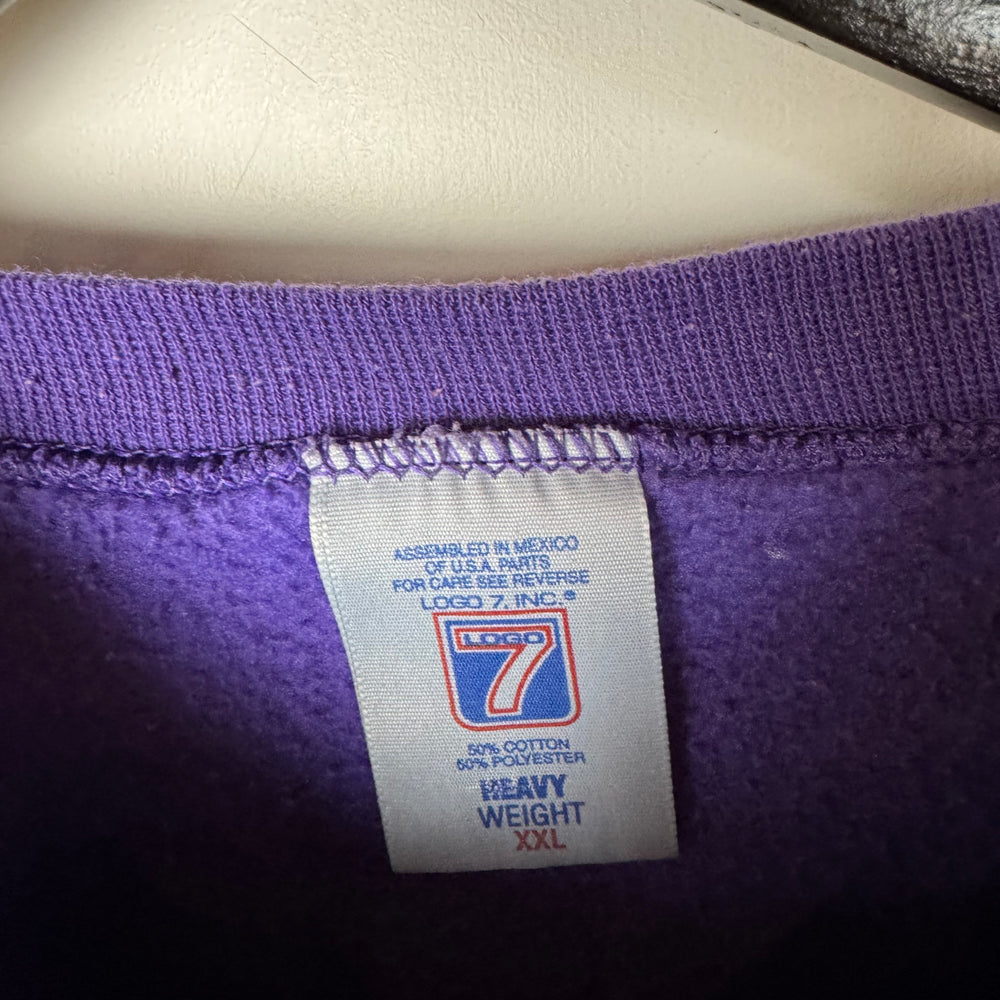 ASSEMBLED IN MEXICO
OF U.S.A. PARTS
FOR CARE SEE REVERSE
LOGO 7, INC.®
LOGO
7
50% COTTON
50% POLYESTER
HEAVY
WEIGHT
XXL